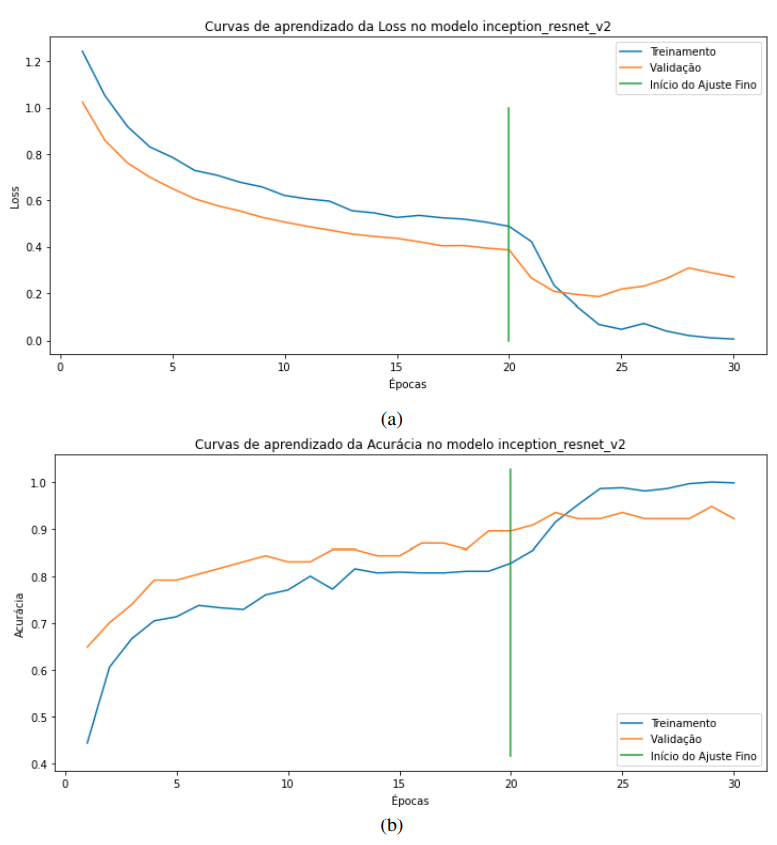 Curvas de aprendizado da Loss no modelo inception_resnet_v2
Treinamento
Validação
Início do Ajuste Fino
1.2
1.0
0.8
0.6
0.4
0.2
0.0
Loss
0 5 10 15 20 25 30
Épocas
(a)
Curvas de aprendizado da Acurácia no modelo inception_resnet_v2
1.0
0.9
0.8
0.7
0.6
0.5
0.4
Acurácia
Treinamento
Validação
Início do Ajuste Fino
0 5 10 15 20 25 30
Épocas
(b)